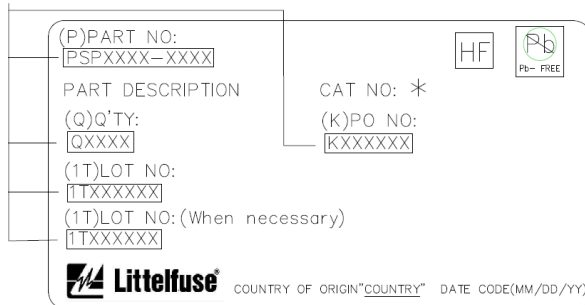 (P)PART NO:
PSPXXXX-XXXX
HF
Pb
Pb- FREE
PART DESCRIPTION
CAT NO: *
(Q)Q'TY:
QXXXX
(K)PO NO:
KXXXXXX
(1T)LOT NO:
1TXXXXXX
(1T)LOT NO:(When necessary)
1TXXXXXX
Littelfuse®
COUNTRY OF ORIGIN"COUNTRY" DATE CODE(MM/DD/YY)